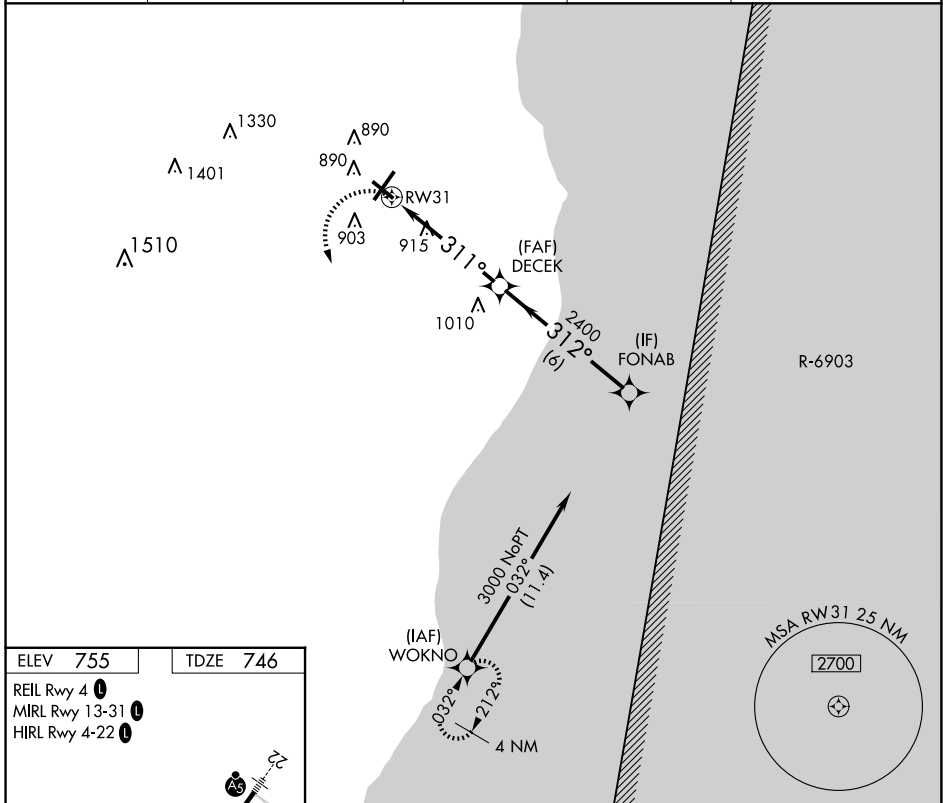 1330
890
1401
890
RW31
1510
903
915
311°
(FAF)
DECEK
1010
2400
312°
(6)
(IF)
FONAB
R-6903
3000 NoPT
032°
(11.4)
(IAF)
WOKNO
032°
212°
4 NM
MSA RW31 25 NM
2700
ELEV 755
TDZE 746
REIL Rwy 4 L
MIRL Rwy 13-31 L
HIRL Rwy 4-22 L
A5
22